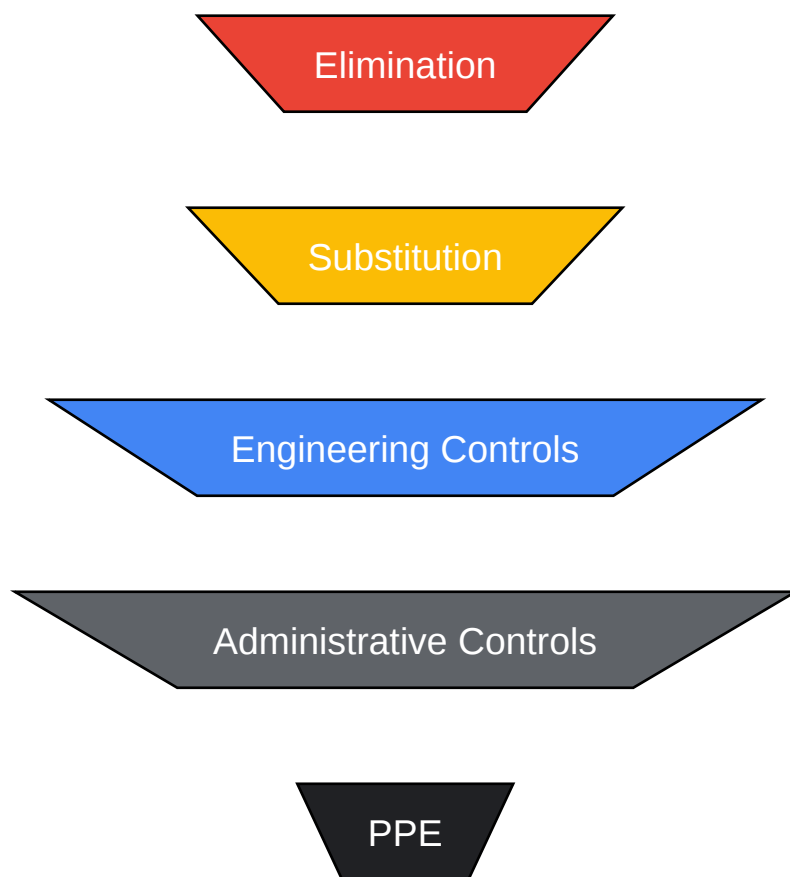 Elimination
Substitution
Engineering Controls
Administrative Controls
PPE